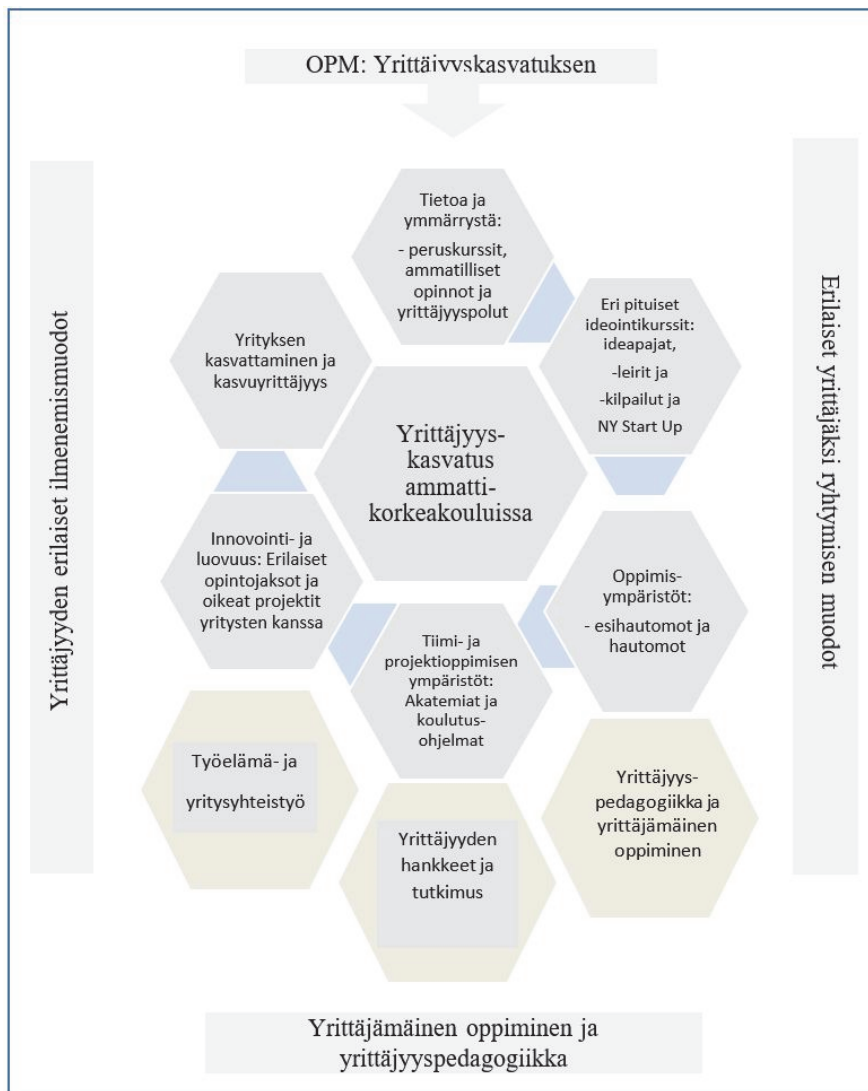 OPM: Yrittäjyyskasvatuksen
Yrittäjyyden erilaiset ilmenemismuodot
Tietoa ja
ymmärrystä:
- peruskurssit,
ammatilliset
opinnot ja
yrittäjyyspolut
Eri pituiset
ideointikurssit:
ideapajat,
-leirit ja
-kilpailut ja
NY Start Up
Erilaiset yrittäjäksi ryhtymisen muodot
Yrityksen
kasvattaminen ja
kasvuyrittäjyys
Yrittäjyys-
kasvatus
ammatti-
korkeakouluissa
Innovointi- ja
luovuus: Erilaiset
opintojaksot ja
oikeat projektit
yritysten kanssa
Oppimis-
ympäristöt:
- esihautomot ja
hautomot
Tiimi- ja
projektioppimisen
ympäristöt:
Akatemiat ja
koulutus-
ohjelmat
Työelämä- ja
yritysyhteistyö
Yrittäjyyden
hankkeet ja
tutkimus
Yrittäjyys-
pedagogiikka ja
yrittäjämäinen
oppiminen
Yrittäjämäinen oppiminen ja
yrittäjyyspedagogiikka